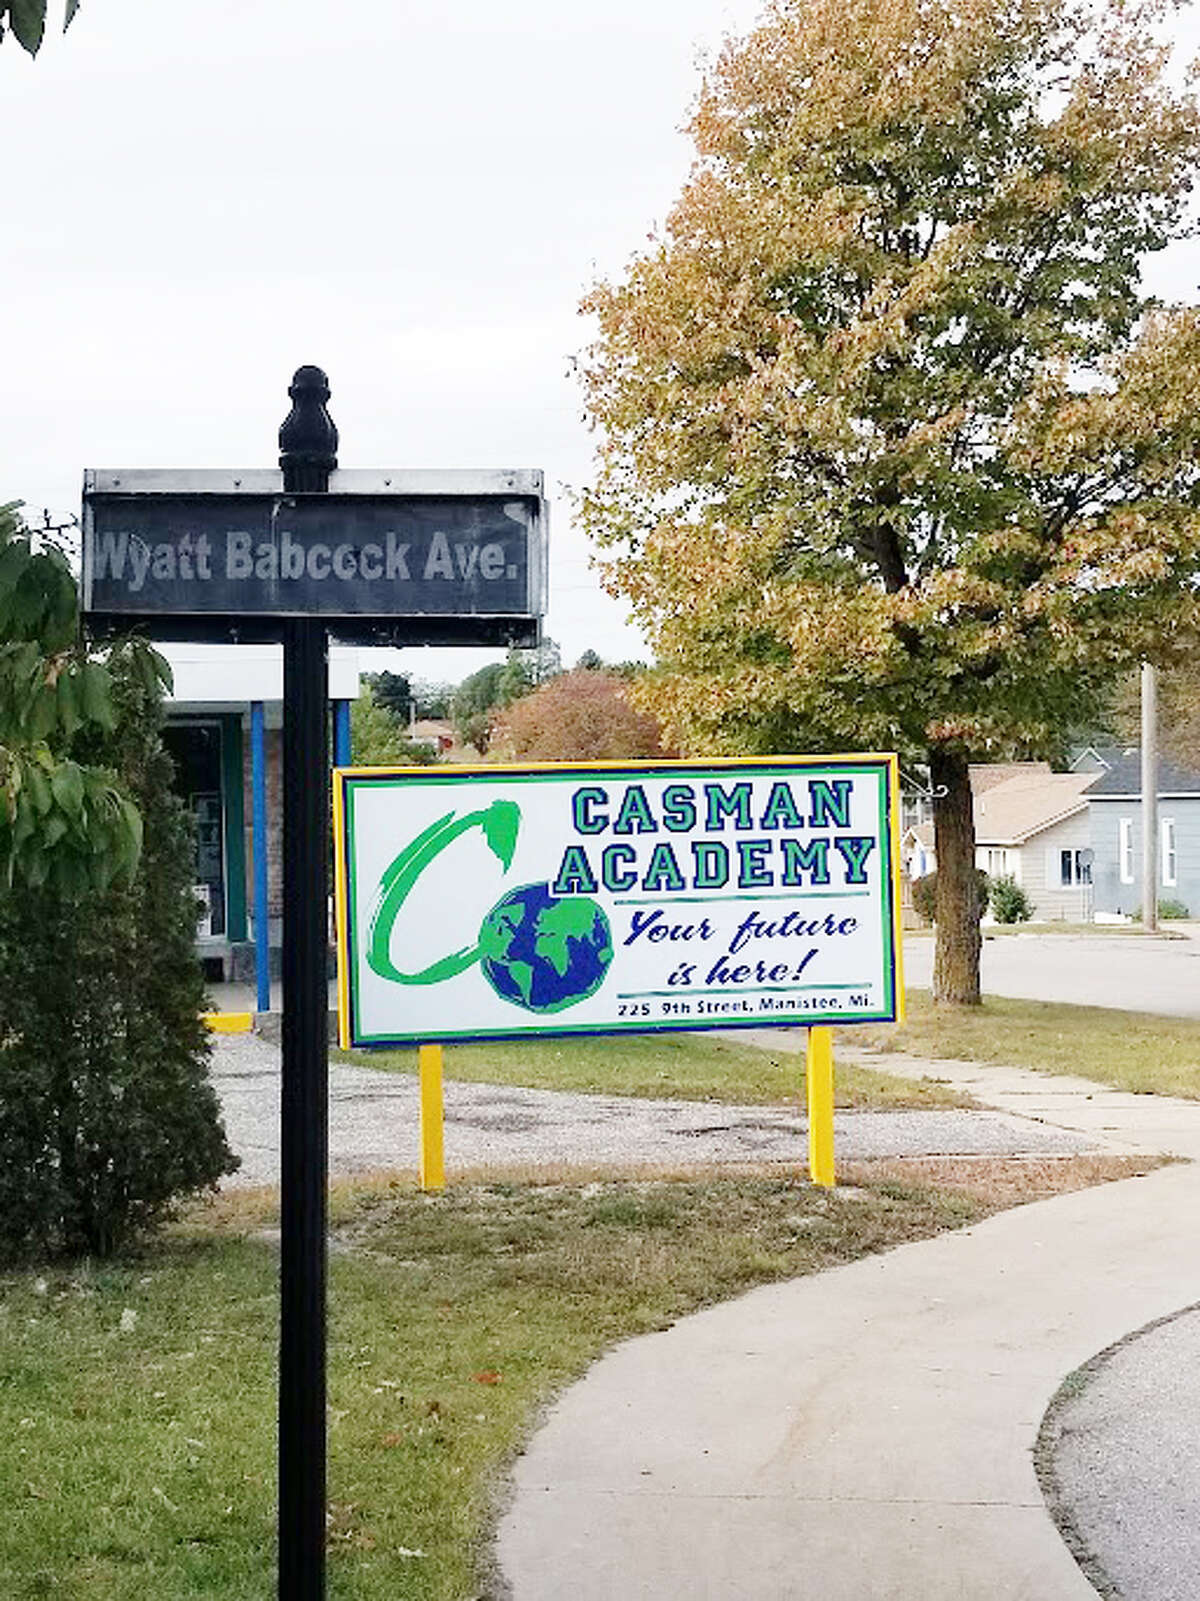 Wyatt Babcock Ave.
CASMAN
ACADEMY
Your future
is here!
225 9th Street, Manistee, Mi.